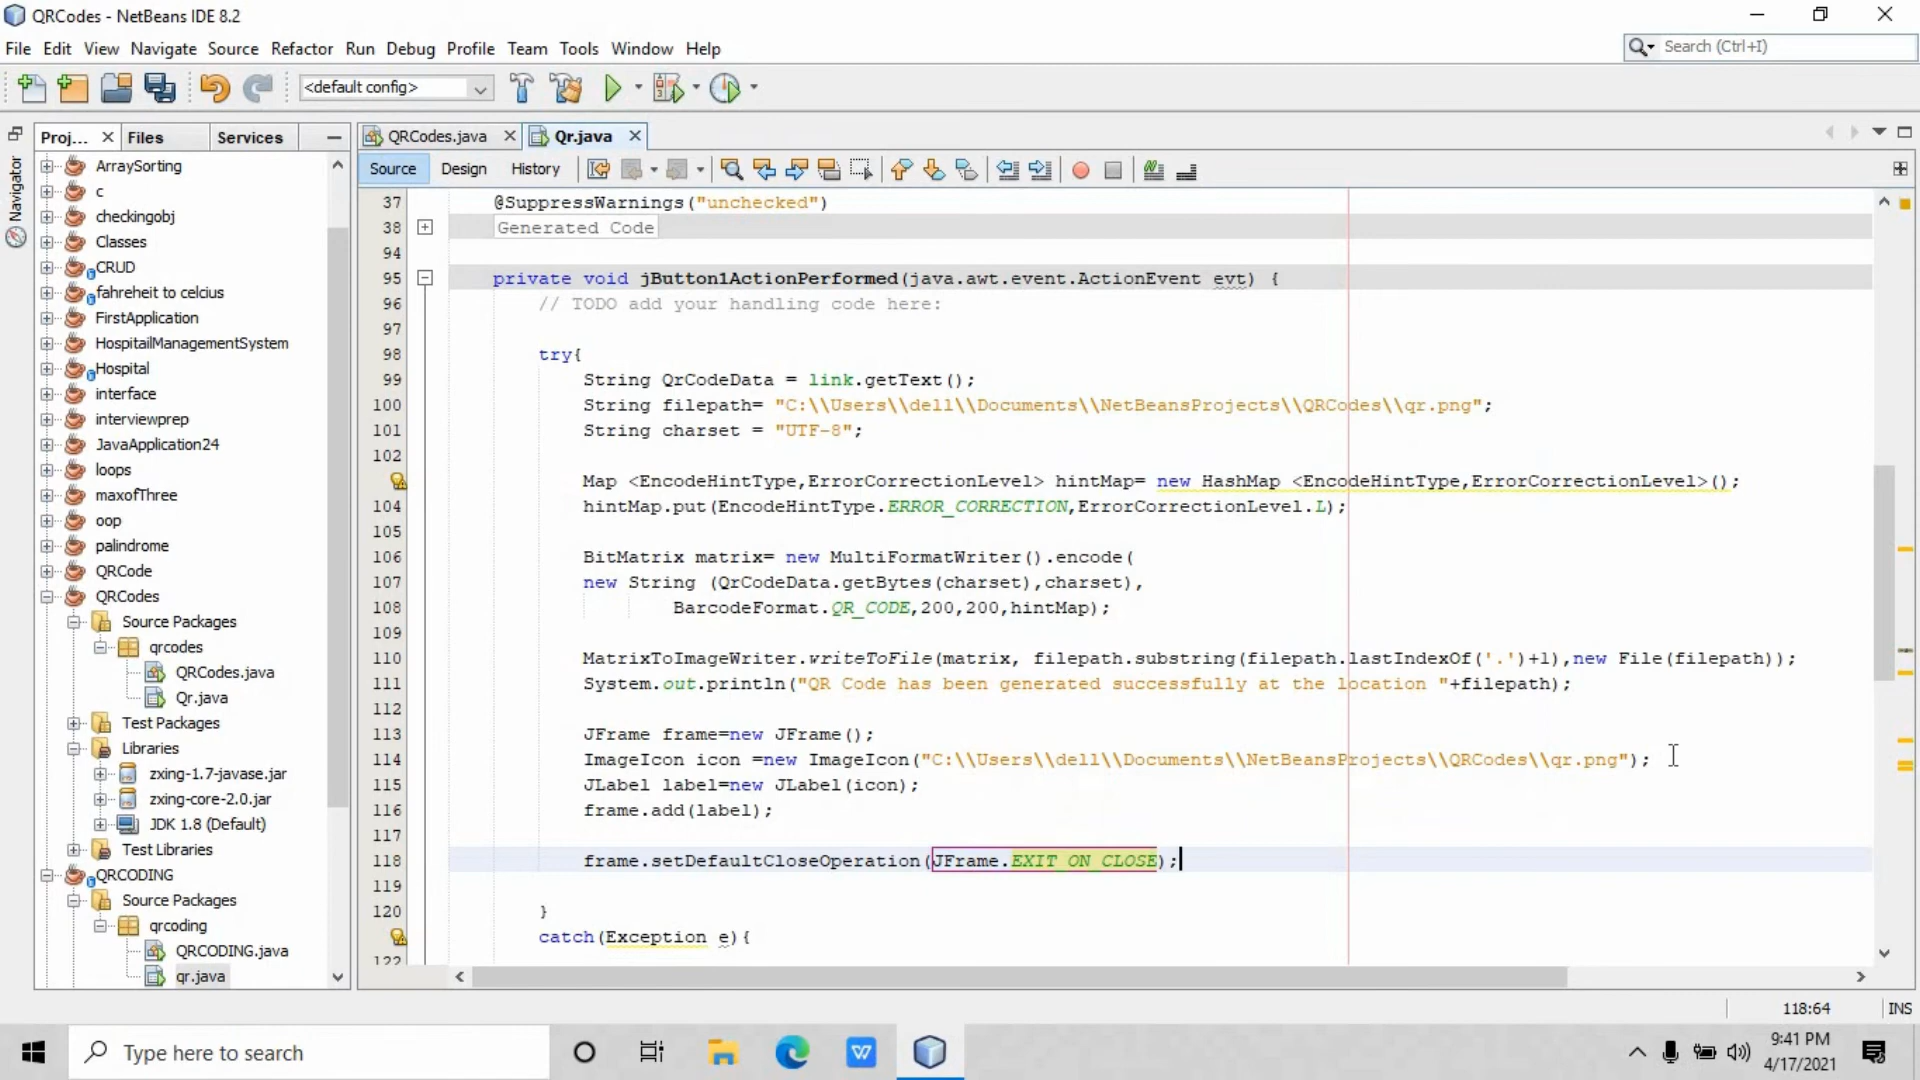 QRCodes - NetBeans IDE 8.2
File Edit View Navigate Source Refactor Run Debug Profile Team Tools Window Help
Search (Ctrl+I)
<default config>
Proj... Files Services
QRCodes.java Qr.java
Navigator
Source Design History
ArraySorting
c
checkingobj
Classes
CRUD
fahreheit to celcius
FirstApplication
HospitailManagementSystem
Hospital
interface
interviewprep
JavaApplication24
loops
maxofThree
oop
palindrome
QRCode
QRCodes
Source Packages
qrcodes
QRCodes.java
Qr.java
Test Packages
Libraries
zxing-1.7-javase.jar
zxing-core-2.0.jar
JDK 1.8 (Default)
Test Libraries
QRCODING
Source Packages
qrcoding
QRCODING.java
qr.java
37 @SuppressWarnings("unchecked")
38 Generated Code
94
95 private void jButton1ActionPerformed(java.awt.event.ActionEvent evt) {
96 // TODO add your handling code here:
97
98 try{
99 String QrCodeData = link.getText();
100 String filepath= "C:\\Users\\dell\\Documents\\NetBeansProjects\\QRCodes\\qr.png";
101 String charset = "UTF-8";
102
Map <EncodeHintType,ErrorCorrectionLevel> hintMap= new HashMap <EncodeHintType,ErrorCorrectionLevel>();
104 hintMap.put(EncodeHintType.ERROR_CORRECTION,ErrorCorrectionLevel.L);
105
106 BitMatrix matrix= new MultiFormatWriter().encode(
107 new String (QrCodeData.getBytes(charset),charset),
108 BarcodeFormat.QR_CODE,200,200,hintMap);
109
110 MatrixToImageWriter.writeToFile(matrix, filepath.substring(filepath.lastIndexOf('.')+1),new File(filepath));
111 System.out.println("QR Code has been generated successfully at the location "+filepath);
112
113 JFrame frame=new JFrame();
114 ImageIcon icon =new ImageIcon("C:\\Users\\dell\\Documents\\NetBeansProjects\\QRCodes\\qr.png");
115 JLabel label=new JLabel(icon);
116 frame.add(label);
117
118 frame.setDefaultCloseOperation(JFrame.EXIT_ON_CLOSE);
119
120 }
catch(Exception e){
122
118:64 INS
Type here to search
9:41 PM
4/17/2021